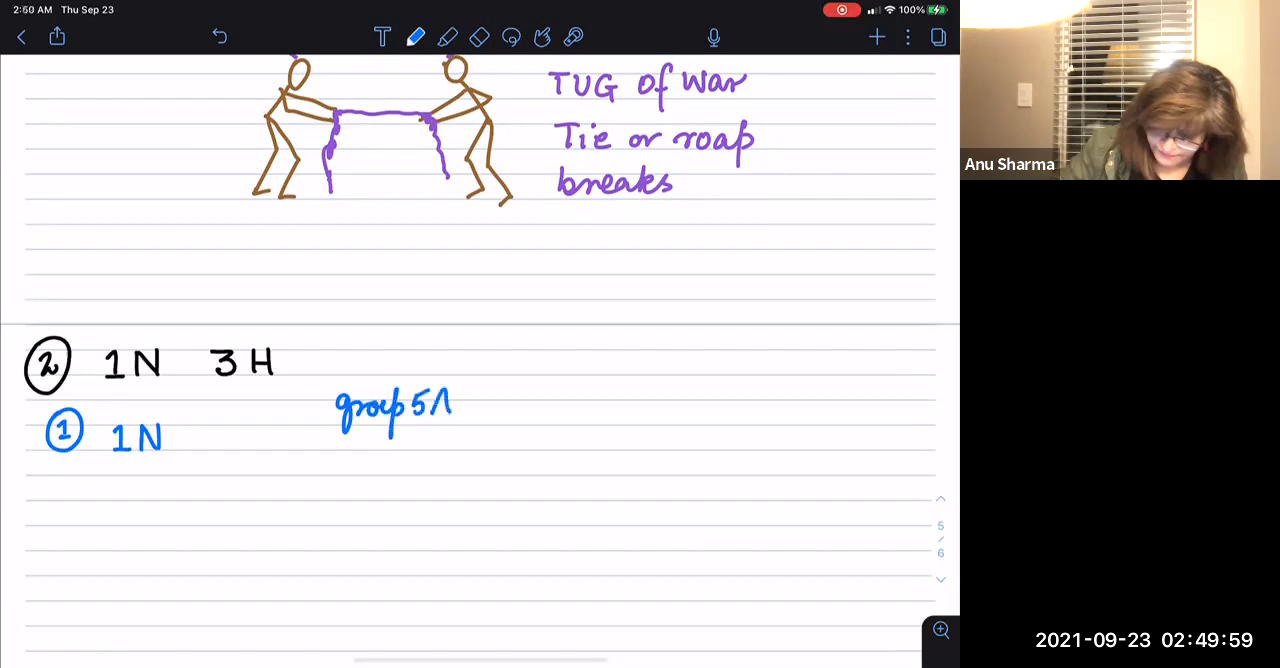 2:50 AM Thu Sep 23
100%
TUG of War
Tie or roap
breaks
Anu Sharma
2 1N 3H
group 5A
1 1N
5
6
2021-09-23 02:49:59